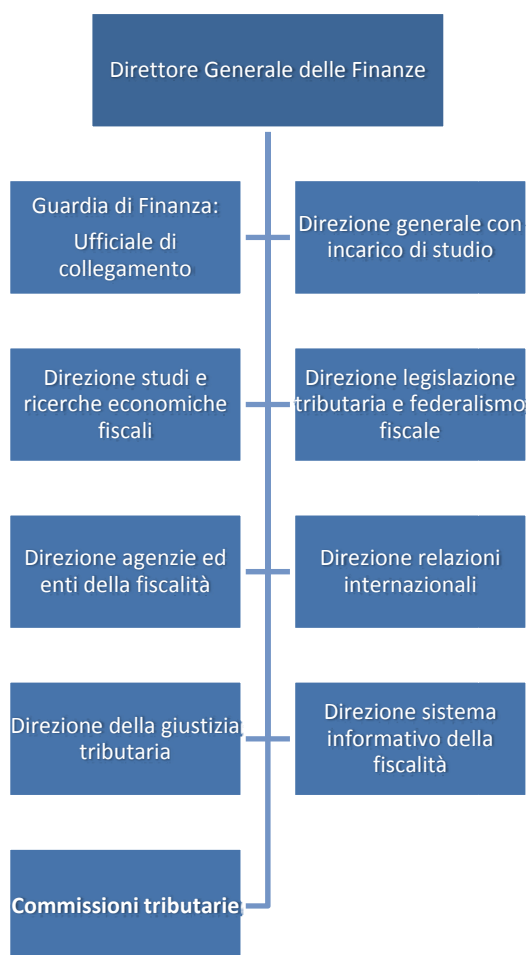 Direttore Generale delle Finanze
Guardia di Finanza:
Ufficiale di
collegamento
Direzione generale con
incarico di studio
Direzione studi e
ricerche economiche
fiscali
Direzione legislazione
tributaria e federalismo
fiscale
Direzione agenzie ed
enti della fiscalità
Direzione relazioni
internazionali
Direzione della giustizia
tributaria
Direzione sistema
informativo della
fiscalità
Commissioni tributarie